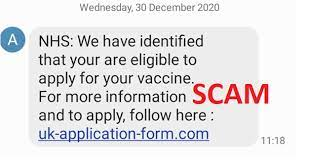 Wednesday, 30 December 2020
A
NHS: We have identified
that your are eligible to
apply for your vaccine.
For more information SCAM
and to apply, follow here :
uk-application-form.com
11:18